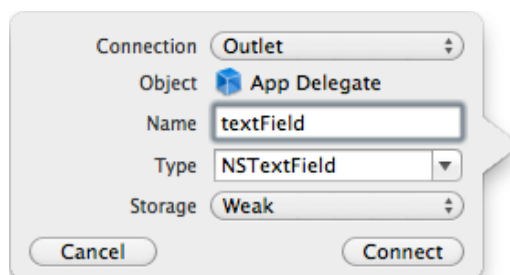 Connection Outlet
Object App Delegate
Name textField
Type NSTextField
Storage Weak
Cancel Connect